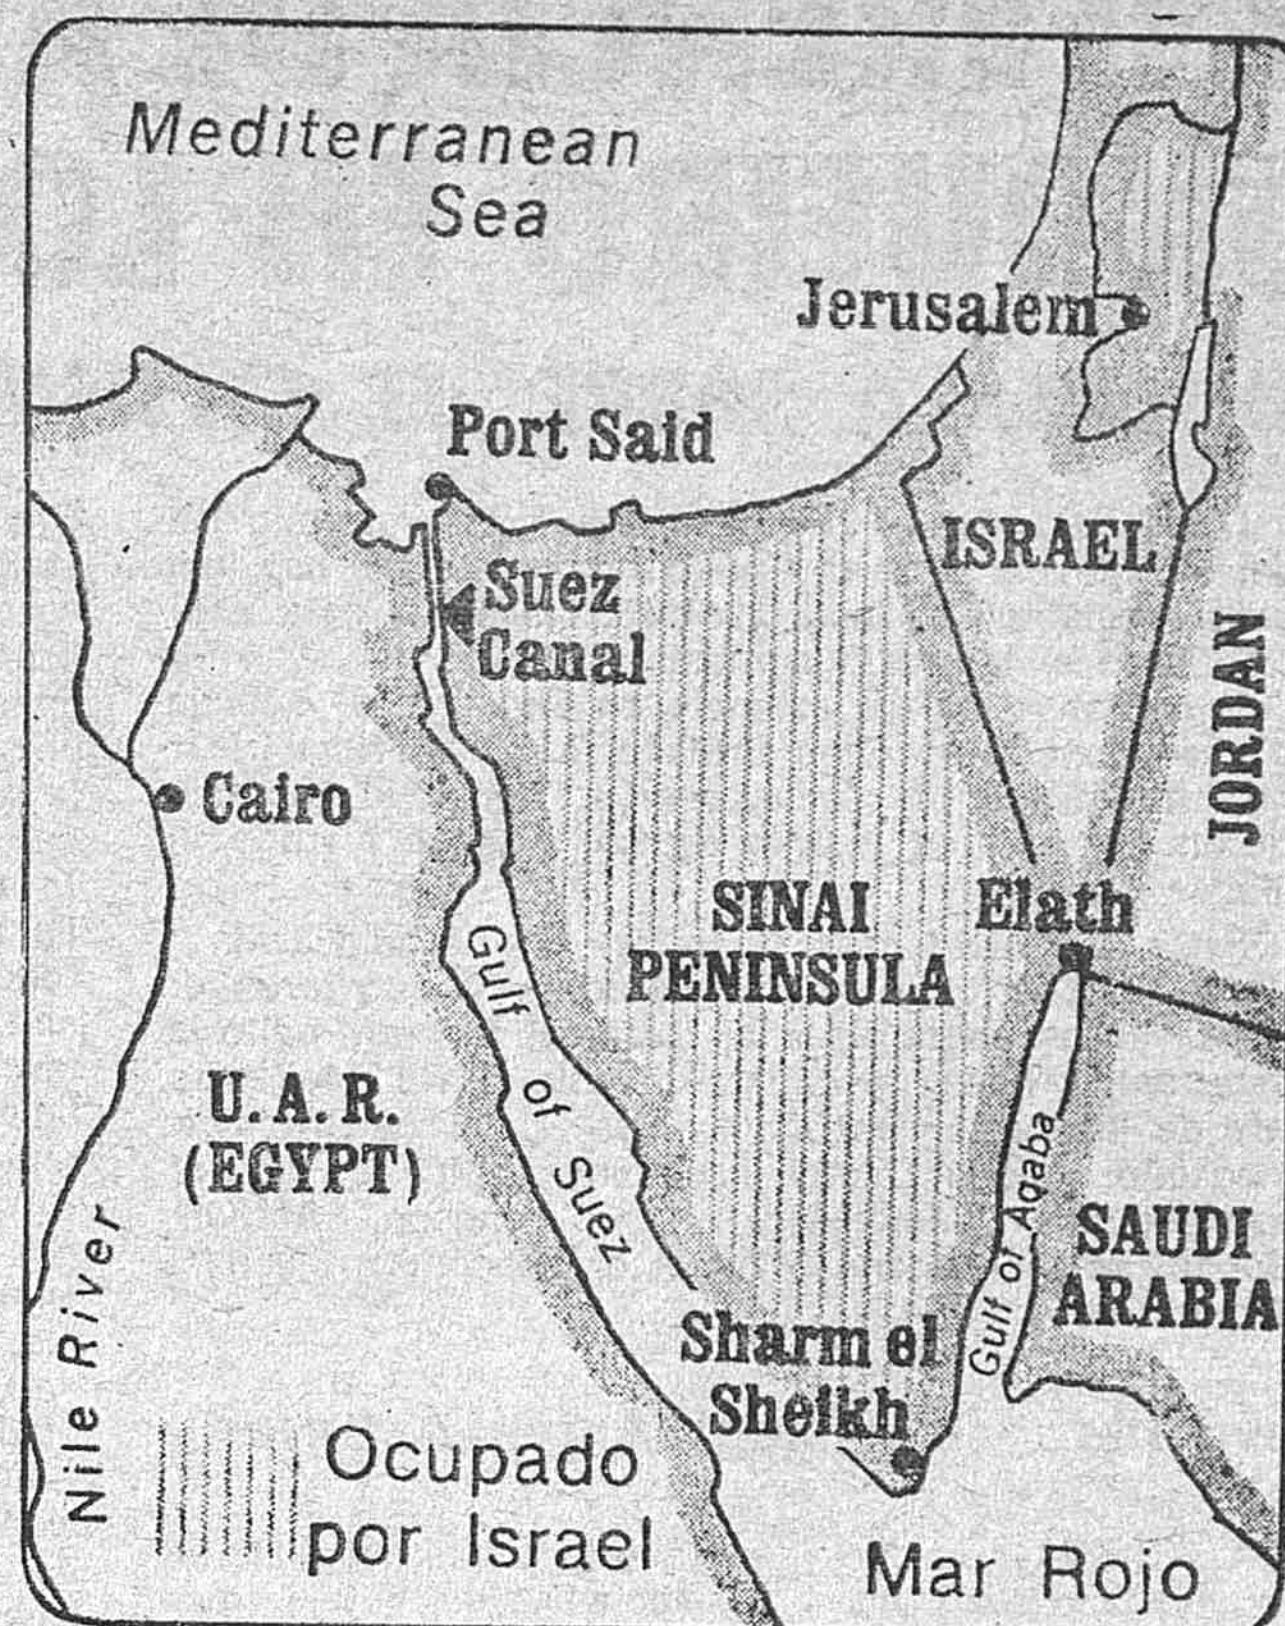 Mediterranean
Sea
Jerusalem
Port Said
ISRAEL
Suez
Canal
JORDAN
Cairo
SINAI
PENINSULA
Elath
Gulf of Suez
U.A.R.
(EGYPT)
Gulf of Aqaba
SAUDI
ARABIA
Nile River
Sharm el
Sheikh
Ocupado
por Israel
Mar Rojo